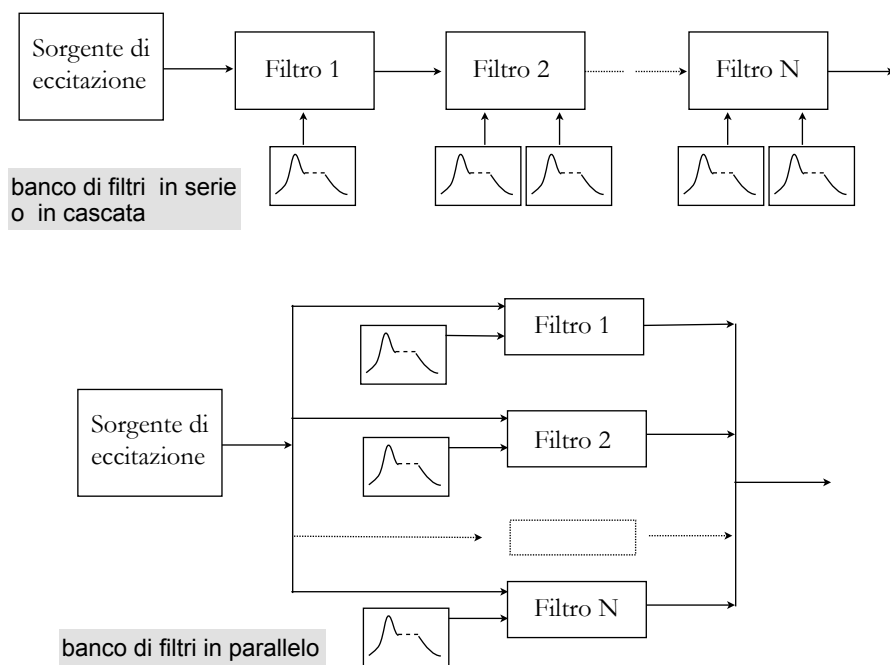 Sorgente di
eccitazione
Filtro 1
Filtro 2
Filtro N
banco di filtri in serie
o in cascata
Filtro 1
Sorgente di
eccitazione
Filtro 2
Filtro N
banco di filtri in parallelo